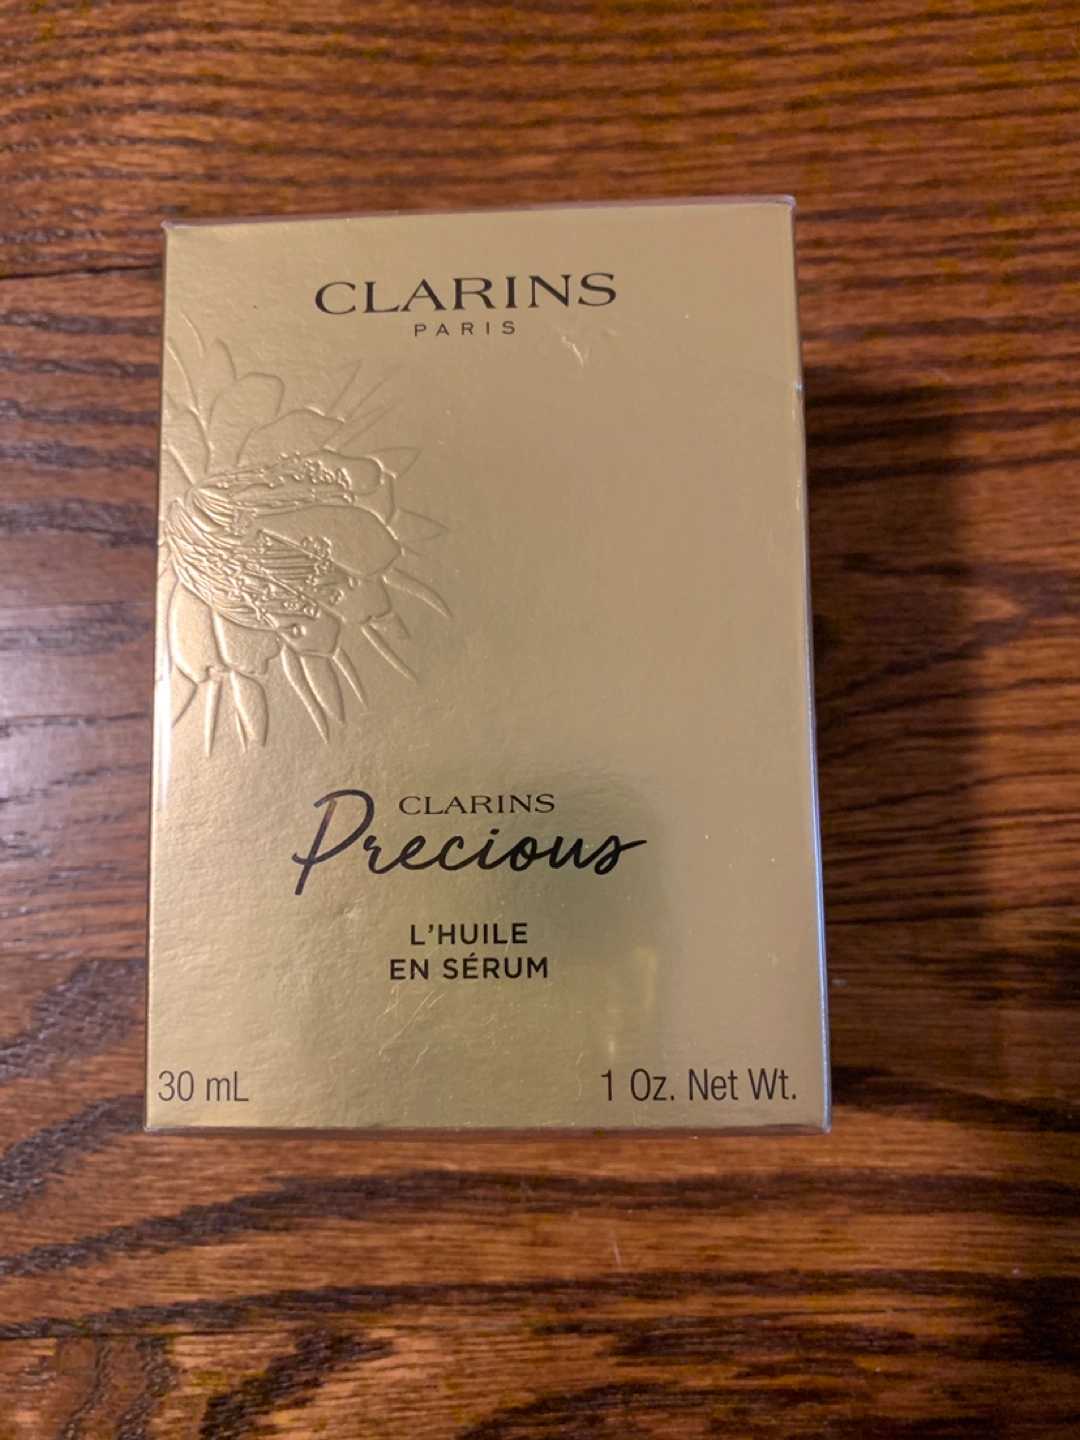 CLARINS
PARIS
CLARINS
Precious
L'HUILE
EN SÉRUM
30 mL
1 Oz. Net Wt.